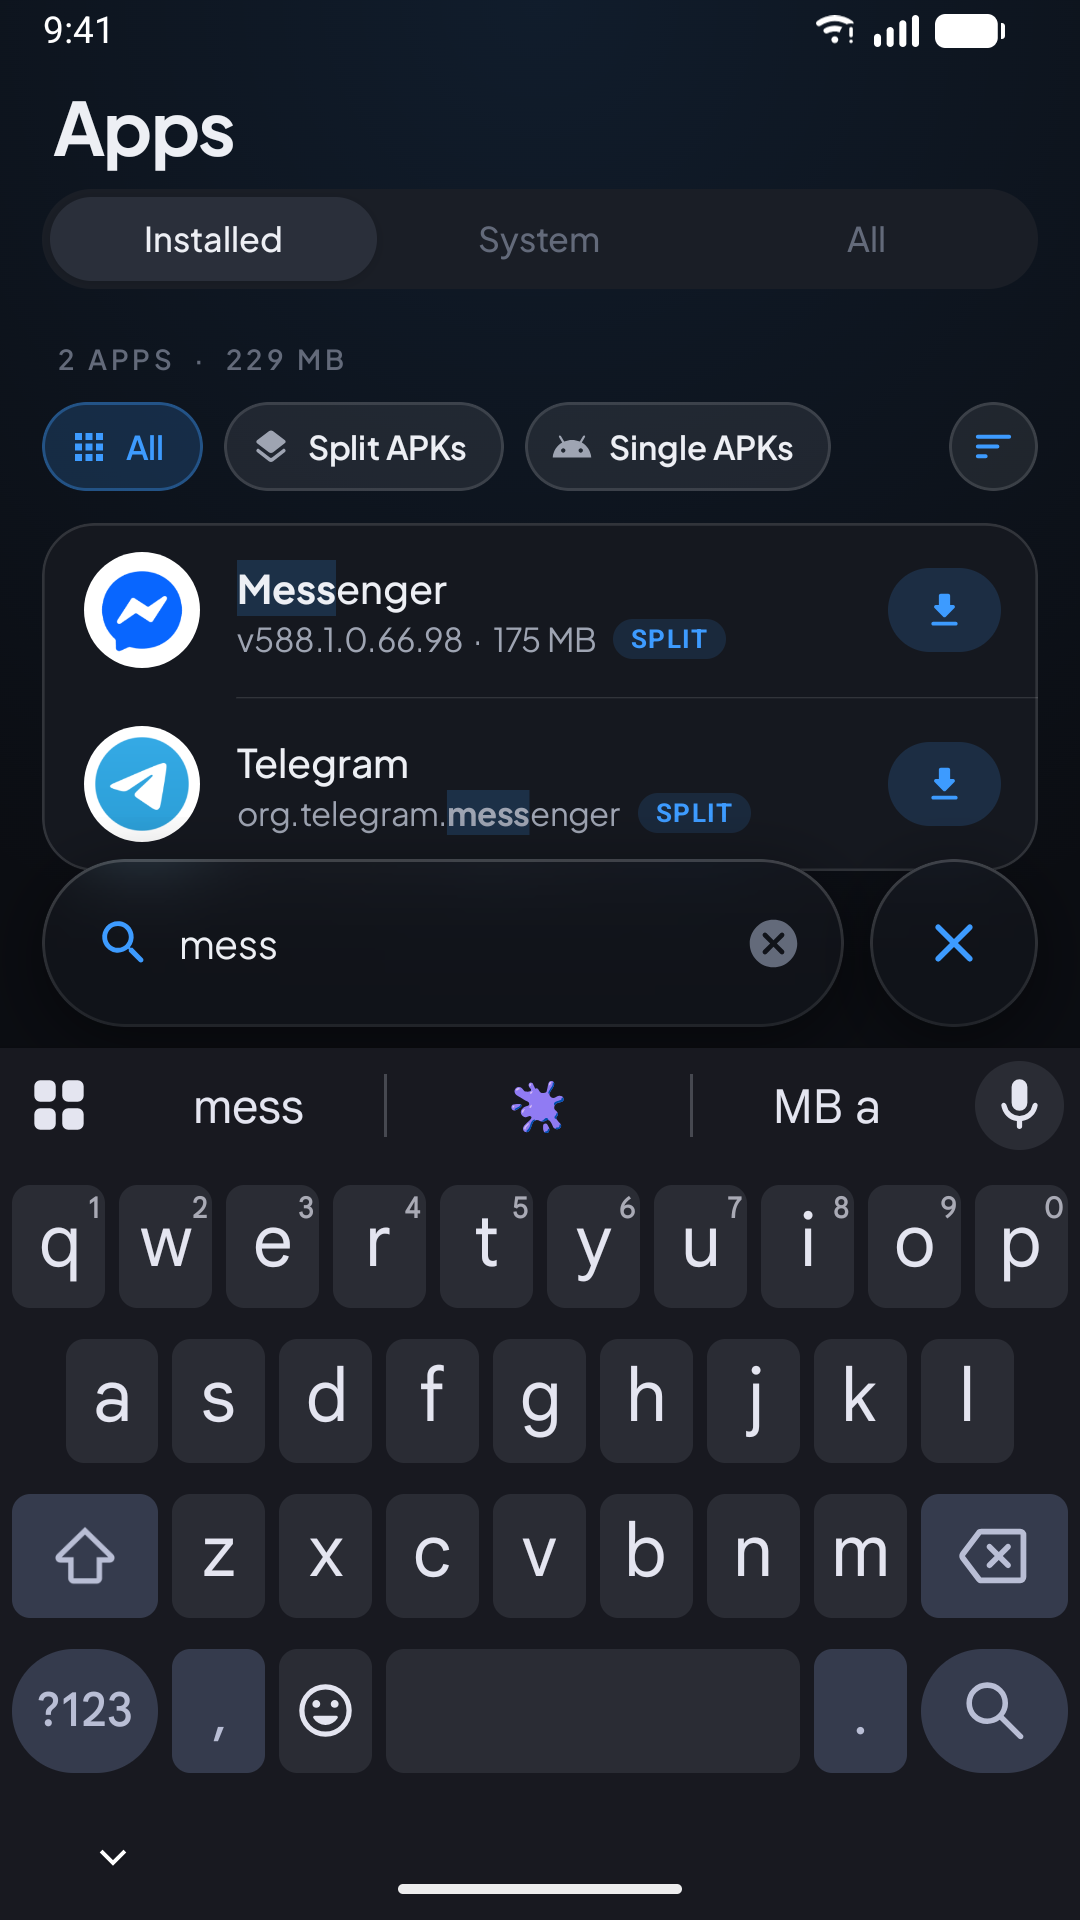 9:41
Apps
Installed System All
2 APPS · 229 MB
All Split APKs Single APKs
Messenger
v588.1.0.66.98 · 175 MB SPLIT
Telegram
org.telegram.messenger SPLIT
mess
mess MB a
q1 w2 e3 r4 t5 y6 u7 i8 o9 p0
a s d f g h j k l
z x c v b n m
?123 , .